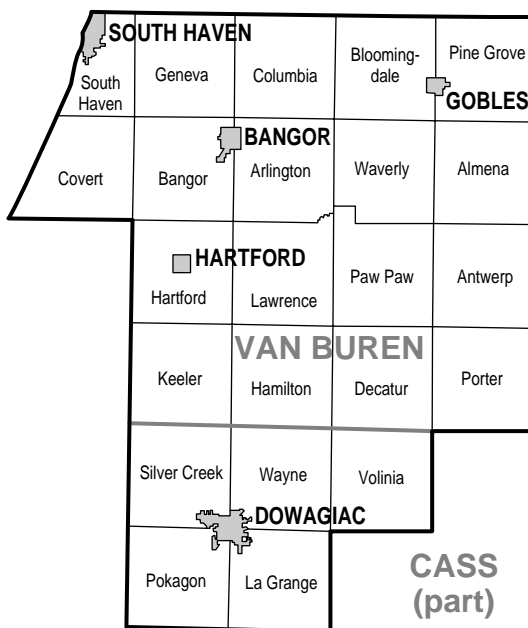 SOUTH HAVEN
South
Haven
Geneva
Columbia
Blooming-
dale
Pine Grove
GOBLES
BANGOR
Covert
Bangor
Arlington
Waverly
Almena
HARTFORD
Hartford
Lawrence
Paw Paw
Antwerp
VAN BUREN
Keeler
Hamilton
Decatur
Porter
Silver Creek
Wayne
Volinia
DOWAGIAC
Pokagon
La Grange
CASS
(part)